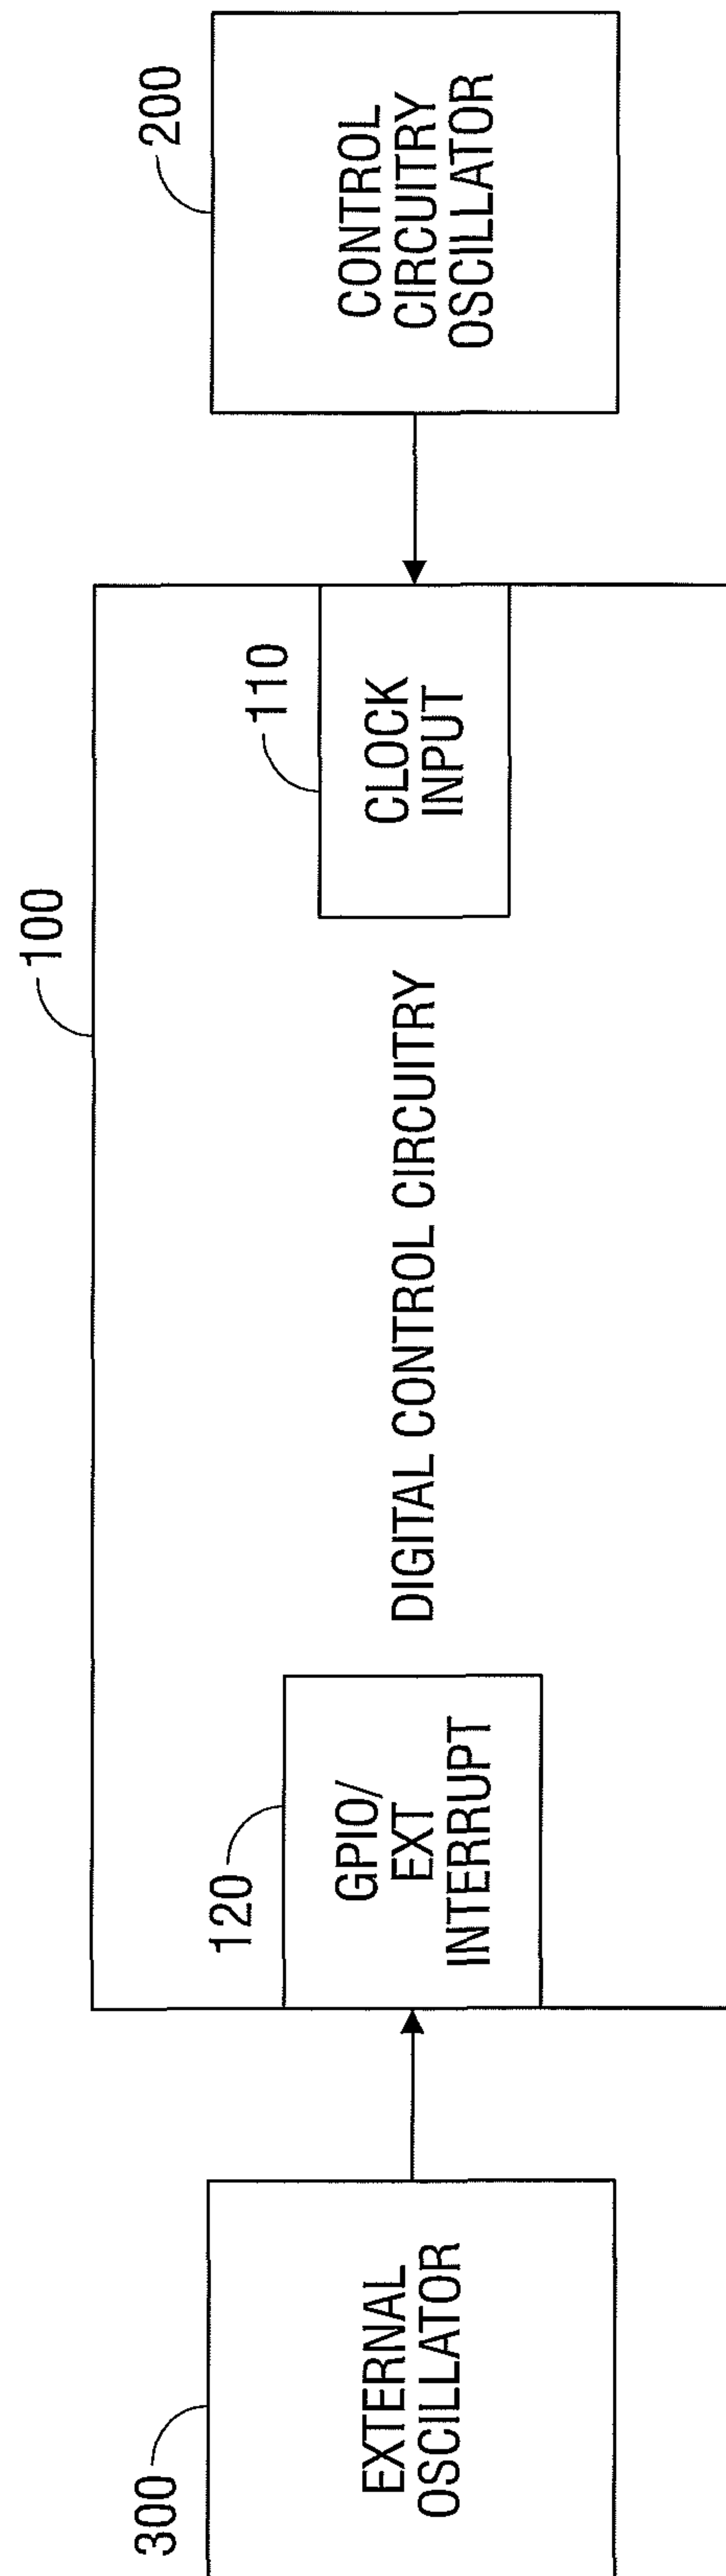 100
300
EXTERNAL
OSCILLATOR
120
GPIO/
EXT
INTERRUPT
DIGITAL CONTROL CIRCUITRY
110
CLOCK
INPUT
200
CONTROL
CIRCUITRY
OSCILLATOR